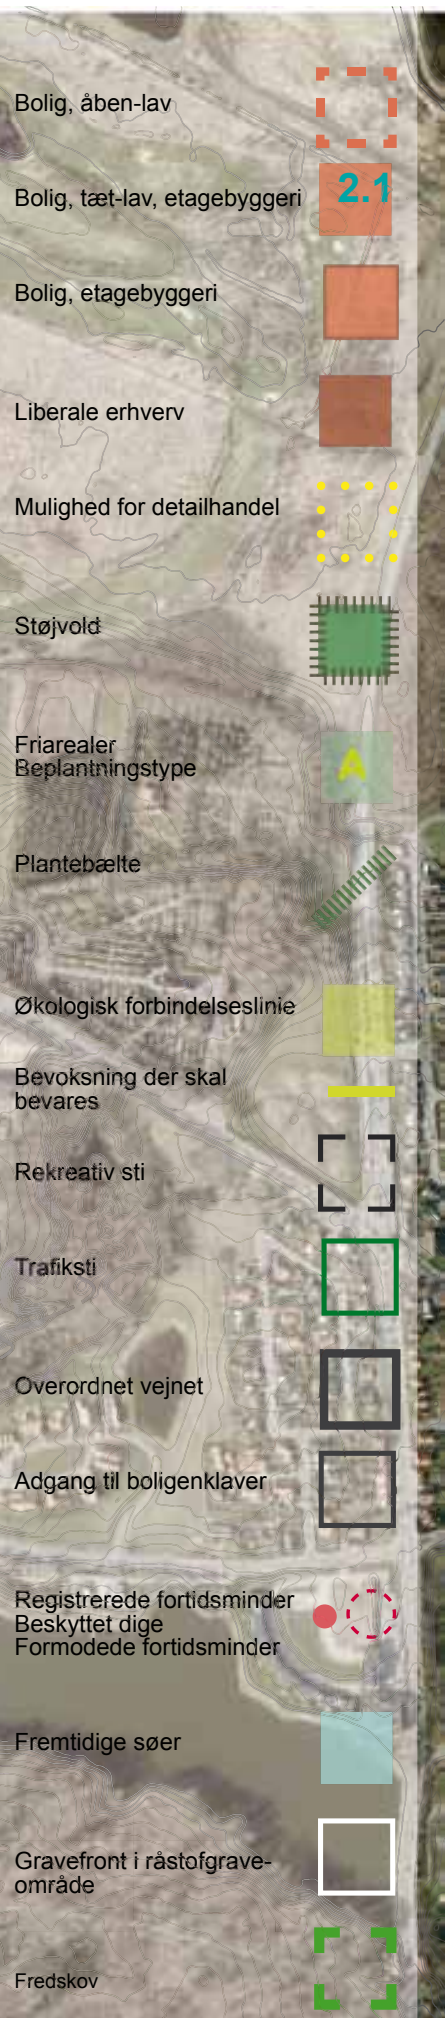 Bolig, åben-lav
Bolig, tæt-lav, etagebyggeri
2.1
Bolig, etagebyggeri
Liberale erhverv
Mulighed for detailhandel
Støjvold
Friarealer
Beplantningstype
A
Plantebælte
Økologisk forbindelseslinie
Bevoksning der skal
bevares
Rekreativ sti
Trafiksti
Overordnet vejnet
Adgang til boligenklaver
Registrerede fortidsminder
Beskyttet dige
Formodede fortidsminder
Fremtidige søer
Gravefront i råstofgrave-
område
Fredskov